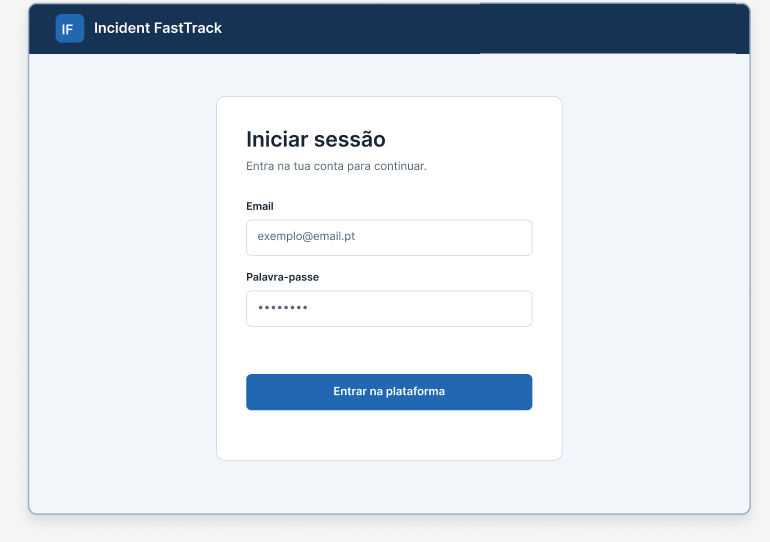 IF Incident FastTrack
Iniciar sessão
Entra na tua conta para continuar.
Email
exemplo@email.pt
Palavra-passe
••••••••
Entrar na plataforma